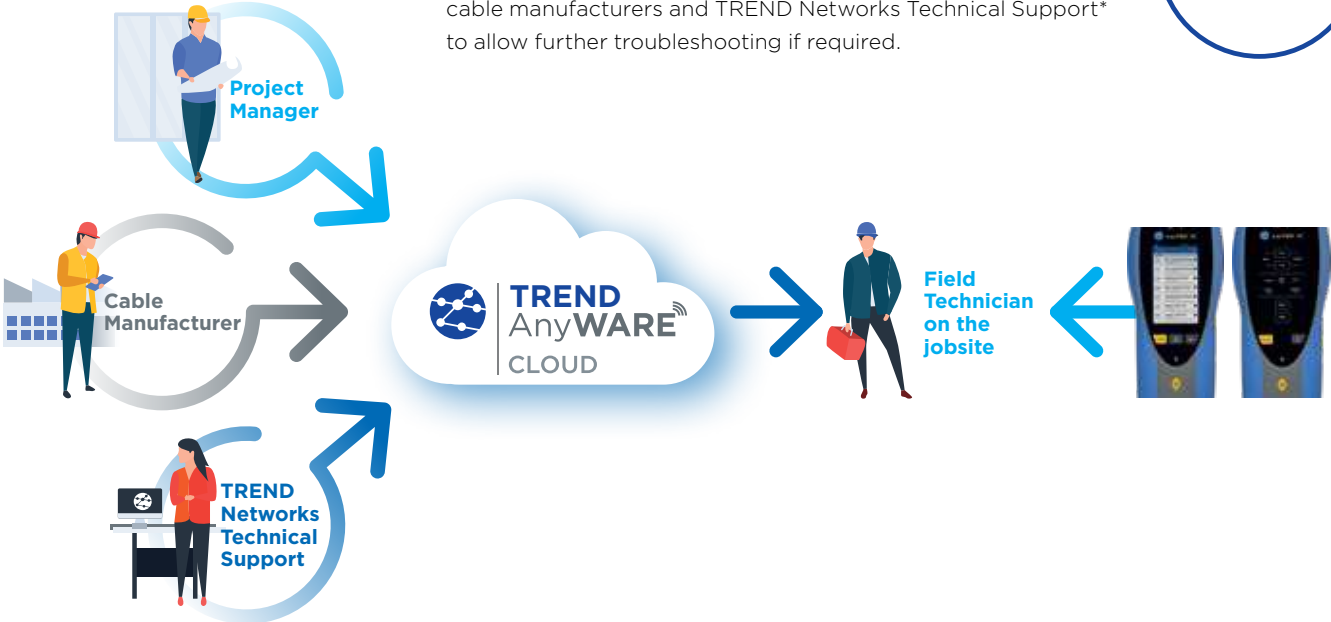 cable manufacturers and TREND Networks Technical Support*
to allow further troubleshooting if required.
Project
Manager
Cable
Manufacturer
TREND
Networks
Technical
Support
TREND
AnyWARE
CLOUD
Field
Technician
on the
jobsite